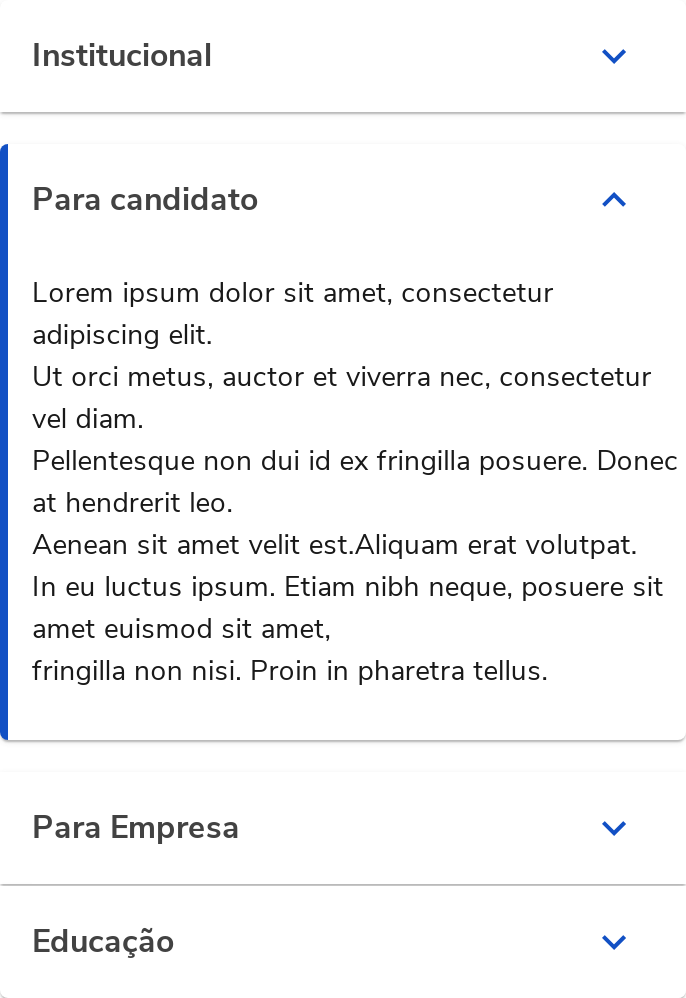 Institucional
Para candidato
Lorem ipsum dolor sit amet, consectetur
adipiscing elit.
Ut orci metus, auctor et viverra nec, consectetur
vel diam.
Pellentesque non dui id ex fringilla posuere. Donec
at hendrerit leo.
Aenean sit amet velit est.Aliquam erat volutpat.
In eu luctus ipsum. Etiam nibh neque, posuere sit
amet euismod sit amet,
fringilla non nisi. Proin in pharetra tellus.
Para Empresa
Educação